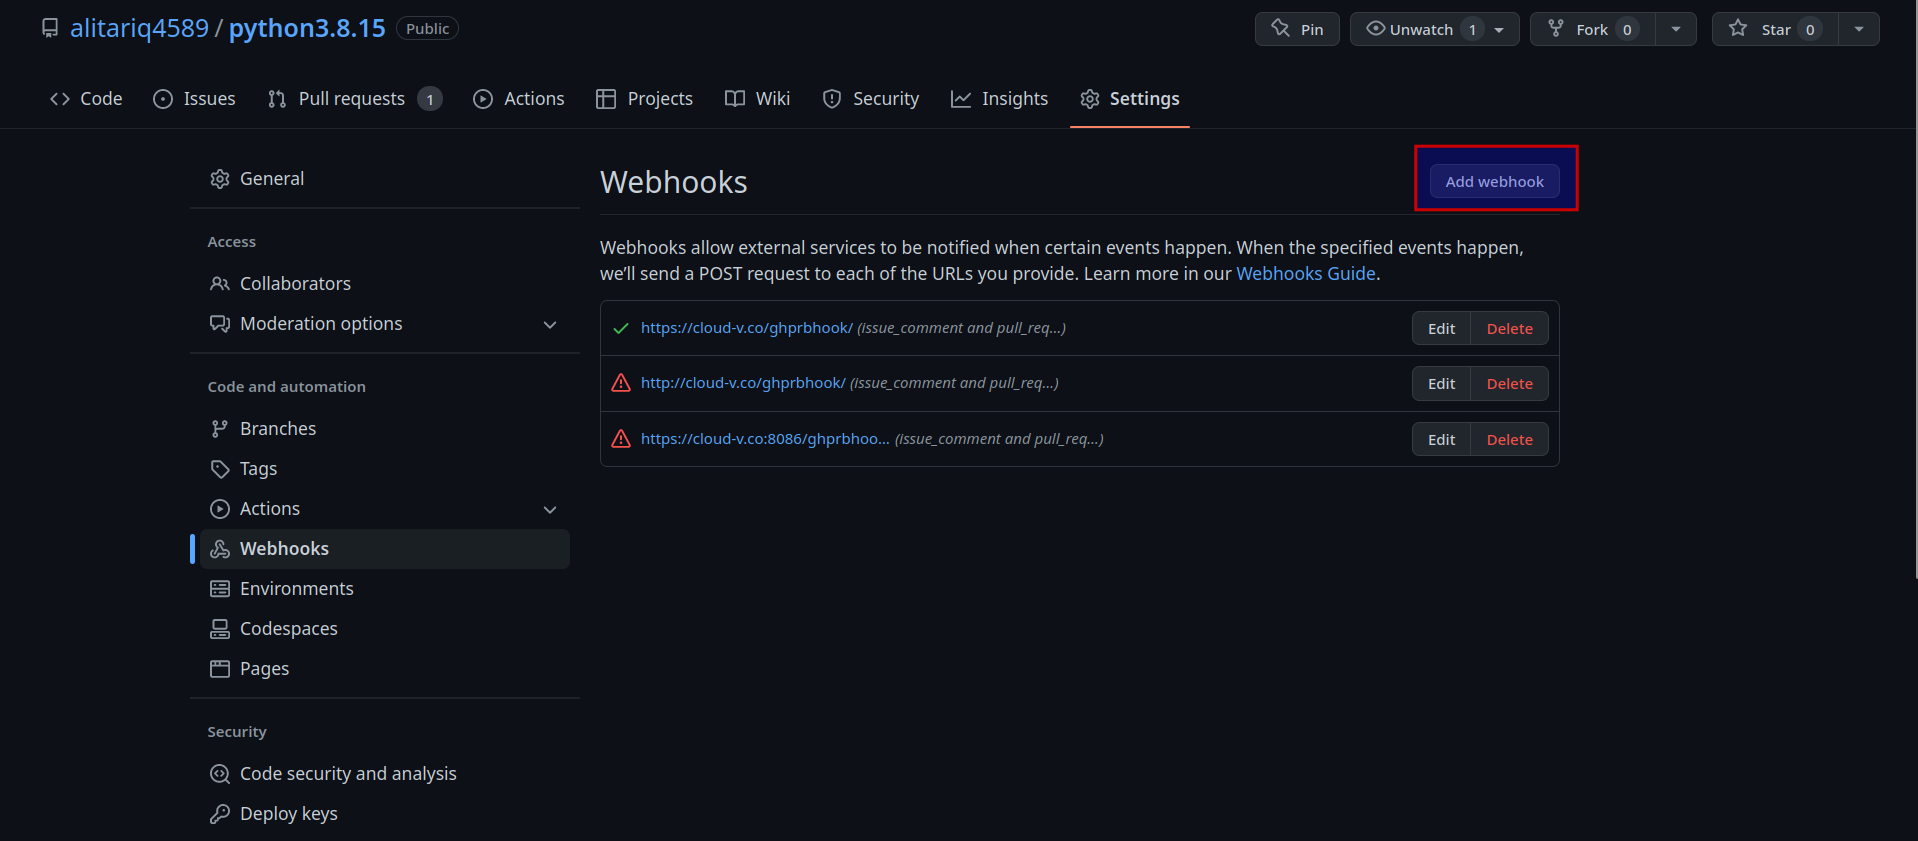 alitariq4589 / python3.8.15 Public Pin Unwatch 1 Fork 0 Star 0
Code Issues Pull requests 1 Actions Projects Wiki Security Insights Settings
General
Access
Collaborators
Moderation options
Code and automation
Branches
Tags
Actions
Webhooks
Environments
Codespaces
Pages
Security
Code security and analysis
Deploy keys
Webhooks Add webhook
Webhooks allow external services to be notified when certain events happen. When the specified events happen,
we’ll send a POST request to each of the URLs you provide. Learn more in our Webhooks Guide.
https://cloud-v.co/ghprbhook/ (issue_comment and pull_req...) Edit Delete
http://cloud-v.co/ghprbhook/ (issue_comment and pull_req...) Edit Delete
https://cloud-v.co:8086/ghprbhoo... (issue_comment and pull_req...) Edit Delete